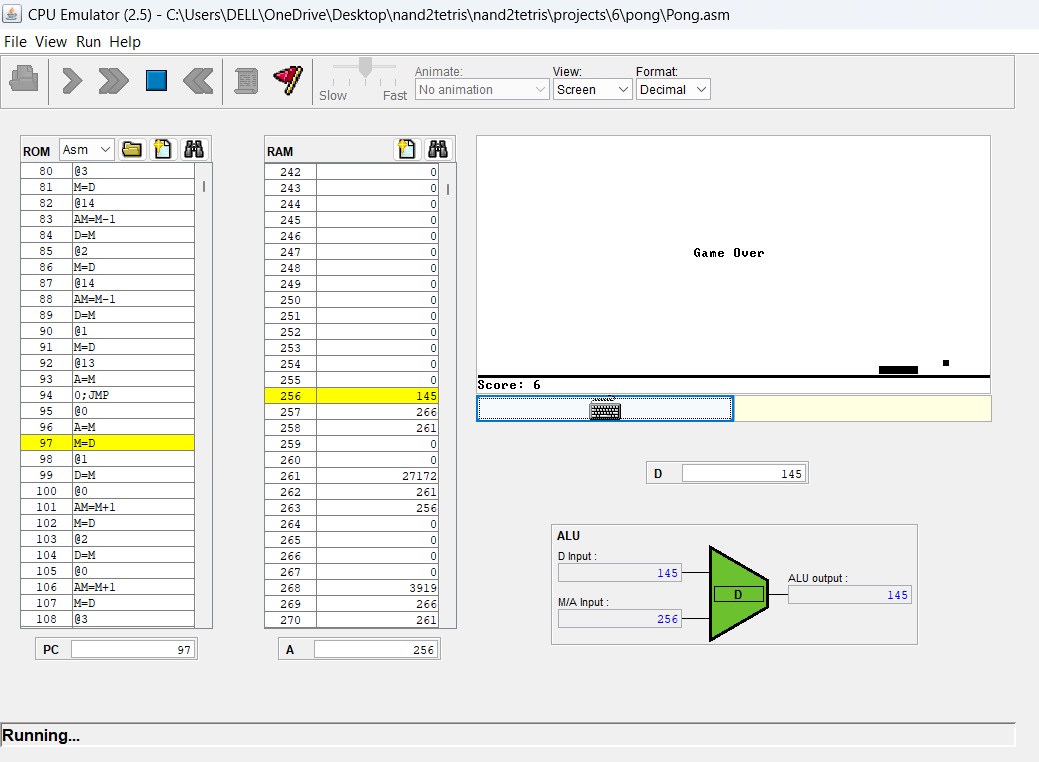 CPU Emulator (2.5) - C:\Users\DELL\OneDrive\Desktop\nand2tetris\nand2tetris\projects\6\pong\Pong.asm
File View Run Help
Slow Fast
Animate: View: Format:
No animation Screen Decimal
ROM Asm
80 @3
81 M=D
82 @14
83 AM=M-1
84 D=M
85 @2
86 M=D
87 @14
88 AM=M-1
89 D=M
90 @1
91 M=D
92 @13
93 A=M
94 0;JMP
95 @0
96 A=M
97 M=D
98 @1
99 D=M
100 @0
101 AM=M+1
102 M=D
103 @2
104 D=M
105 @0
106 AM=M+1
107 M=D
108 @3
PC 97
RAM
242 0
243 0
244 0
245 0
246 0
247 0
248 0
249 0
250 0
251 0
252 0
253 0
254 0
255 0
256 145
257 266
258 261
259 0
260 0
261 27172
262 261
263 256
264 0
265 0
266 0
267 0
268 3919
269 266
270 261
A 256
Game Over
Score: 6
D 145
ALU
D Input :
145
M/A Input :
256
D
ALU output :
145
Running...